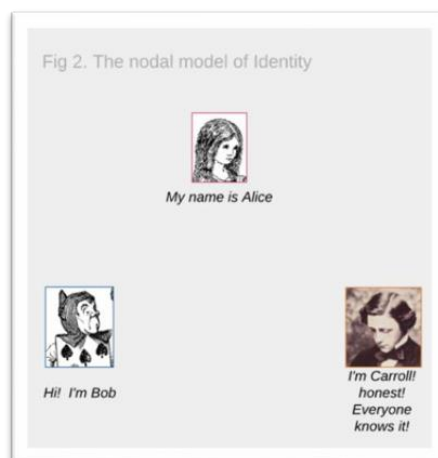 Fig 2. The nodal model of Identity
My name is Alice
Hi! I'm Bob
I'm Carroll!
honest!
Everyone
knows it!